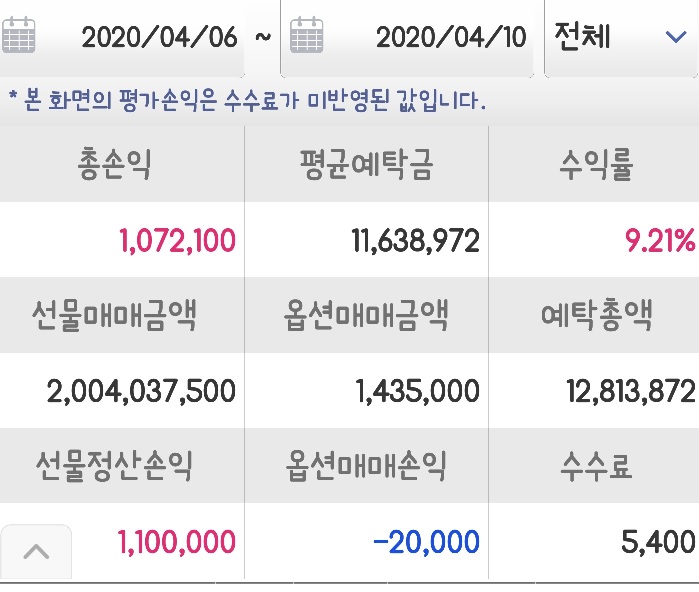 2020/04/06 ~ 2020/04/10 전체
* 본 화면의 평가손익은 수수료가 미반영된 값입니다.
총손익 평균예탁금 수익률
1,072,100 11,638,972 9.21%
선물매매금액 옵션매매금액 예탁총액
2,004,037,500 1,435,000 12,813,872
선물정산손익 옵션매매손익 수수료
1,100,000 -20,000 5,400